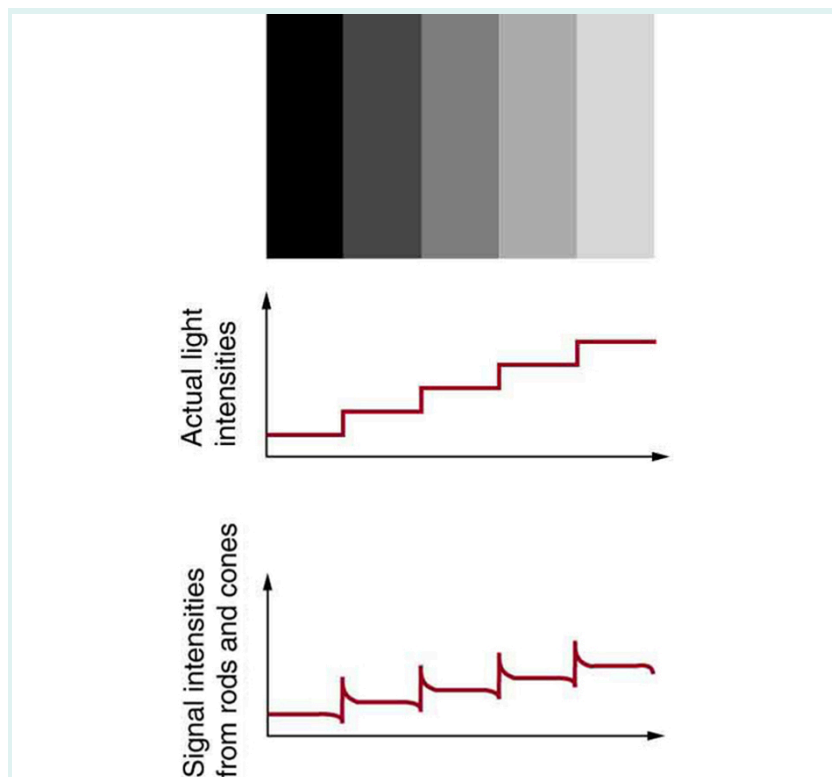 Actual light
intensities
Signal intensities
from rods and cones